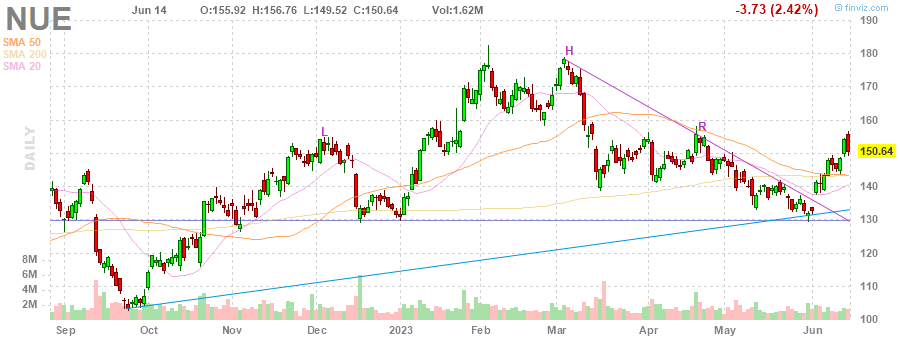 NUE
Jun 14 O:155.92 H:156.76 L:149.52 C:150.64 Vol:1.62M -3.73 (2.42%)
© finviz.com
SMA 50
SMA 200
SMA 20
DAILY
L
H
R
190
180
170
160
150.64
140
130
120
110
100
8M
6M
4M
2M
Sep Oct Nov Dec 2023 Feb Mar Apr May Jun